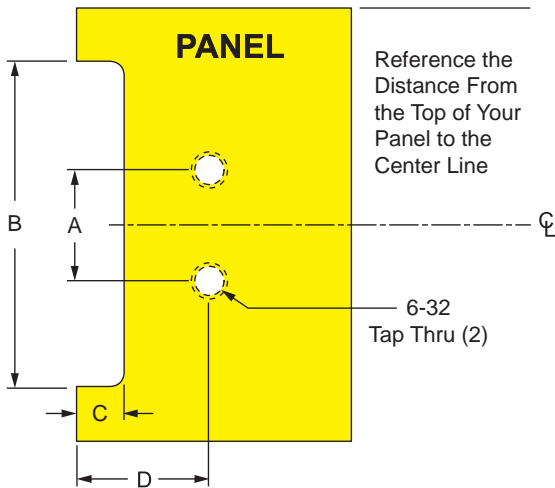 PANEL
Reference the
Distance From
the Top of Your
Panel to the
Center Line
B
A
℄
6-32
Tap Thru (2)
C
D